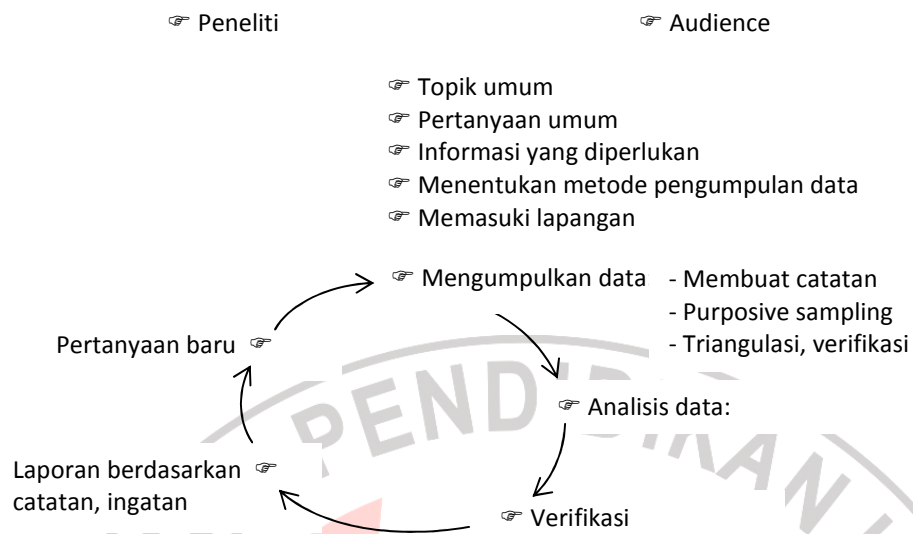 ☞ Peneliti
☞ Audience
☞ Topik umum
☞ Pertanyaan umum
☞ Informasi yang diperlukan
☞ Menentukan metode pengumpulan data
☞ Memasuki lapangan
☞ Mengumpulkan data
- Membuat catatan
- Purposive sampling
- Triangulasi, verifikasi
Pertanyaan baru ☞
☞ Analisis data:
Laporan berdasarkan ☞
catatan, ingatan
☞ Verifikasi